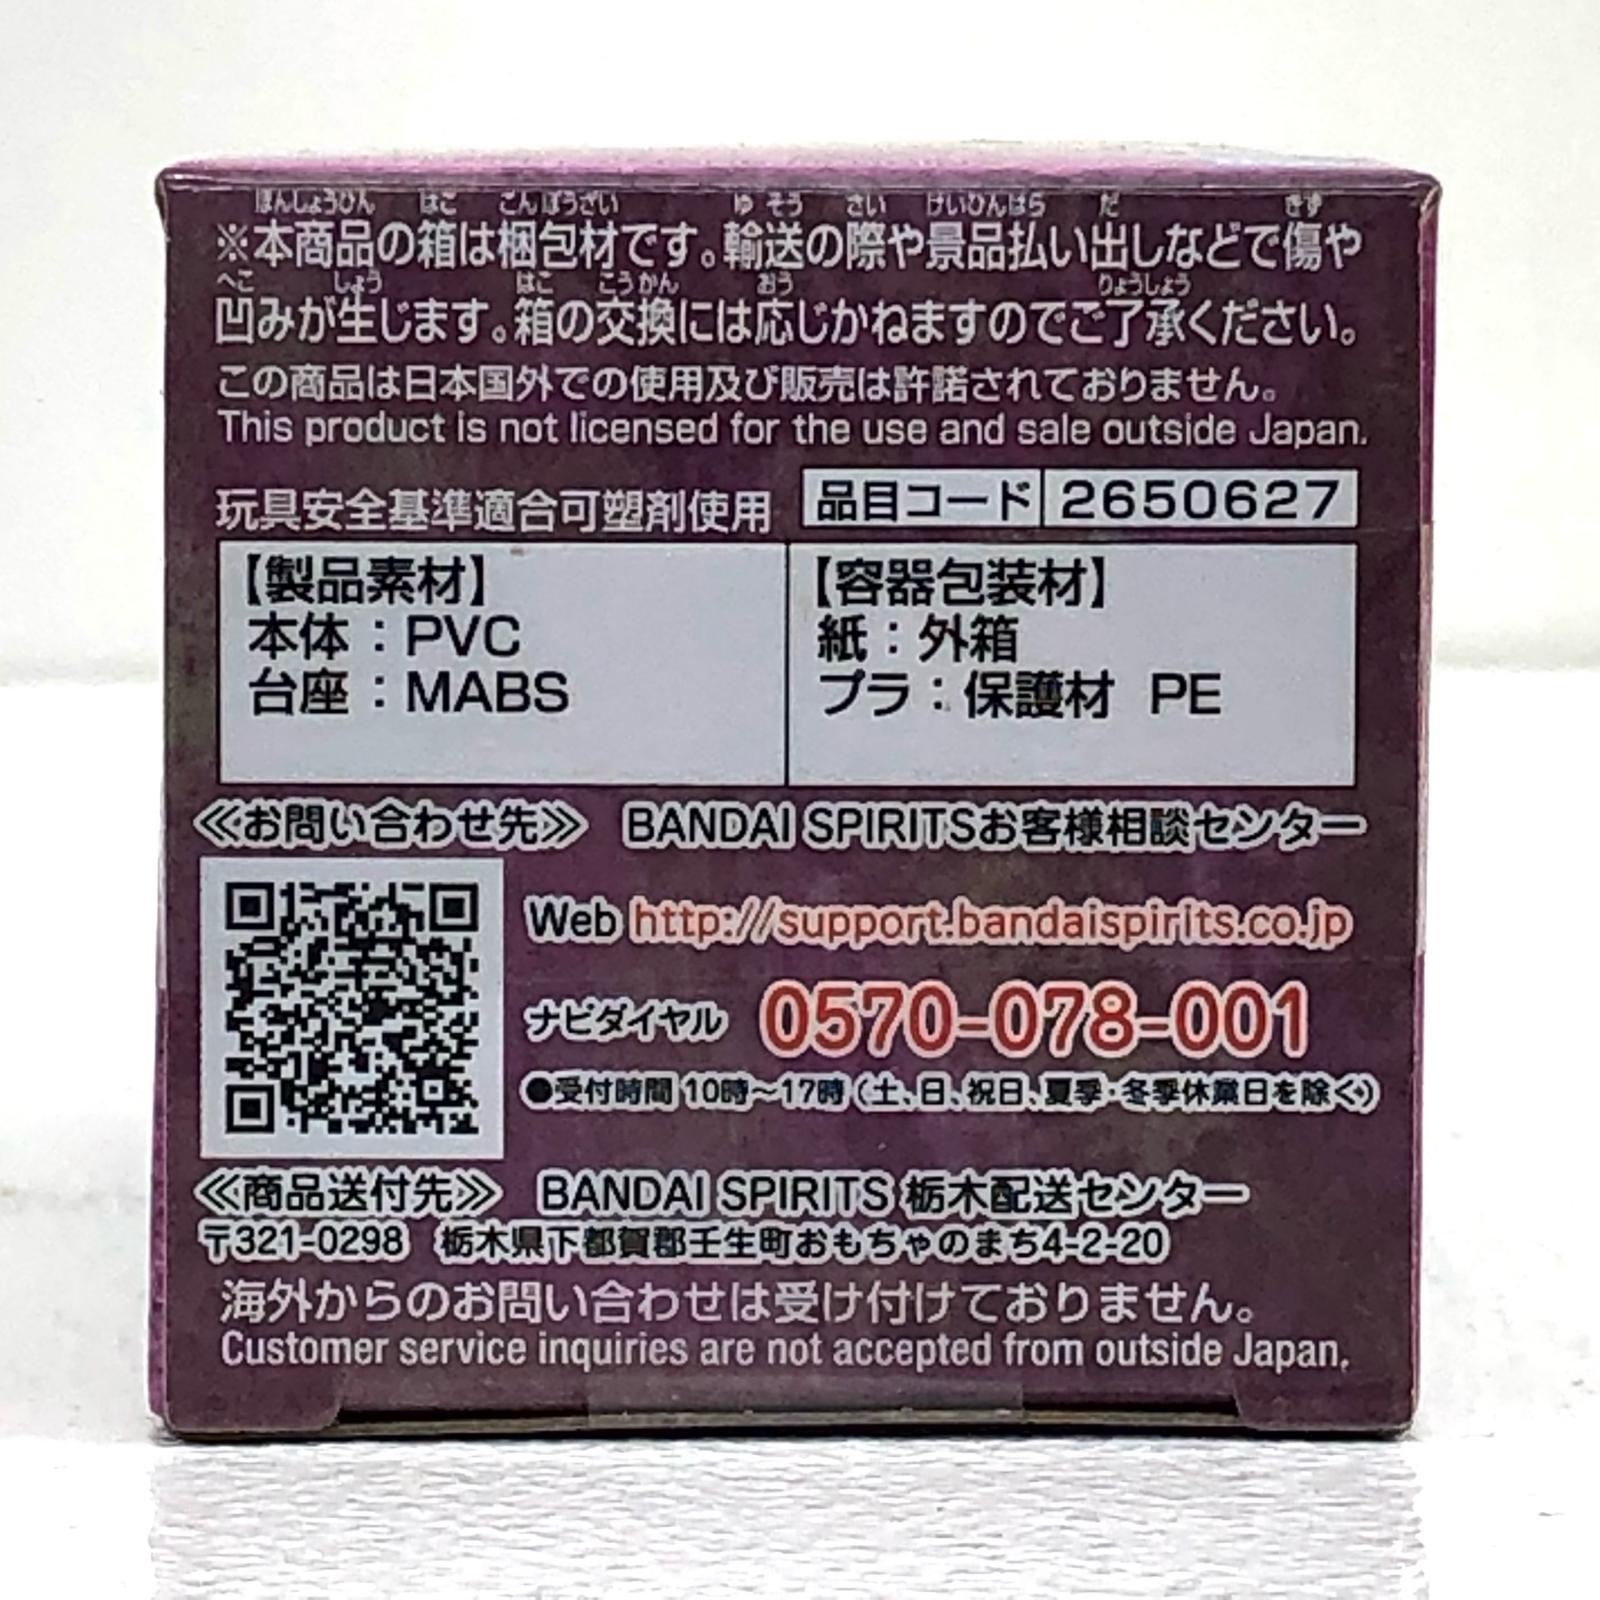 ほんしょうひん はこ こんぽうざい ゆ そう さい けいひんはら だ きず
※本商品の箱は梱包材です。輸送の際や景品払い出しなどで傷や
へこ しょう はこ こうかん おう りょうしょう
凹みが生じます。箱の交換には応じかねますのでご了承ください。
この商品は日本国外での使用及び販売は許諾されておりません。
This product is not licensed for the use and sale outside Japan.
玩具安全基準適合可塑剤使用 品目コード 2650627
【製品素材】 【容器包装材】
本体：PVC 紙：外箱
台座：MABS プラ：保護材 PE
≪お問い合わせ先≫ BANDAI SPIRITSお客様相談センター
Web http://support.bandaispirits.co.jp
ナビダイヤル 0570-078-001
●受付時間 10時～17時（土、日、祝日、夏季・冬季休業日を除く）
≪商品送付先≫ BANDAI SPIRITS 栃木配送センター
〒321-0298 栃木県下都賀郡壬生町おもちゃのまち4-2-20
海外からのお問い合わせは受け付けておりません。
Customer service inquiries are not accepted from outside Japan.